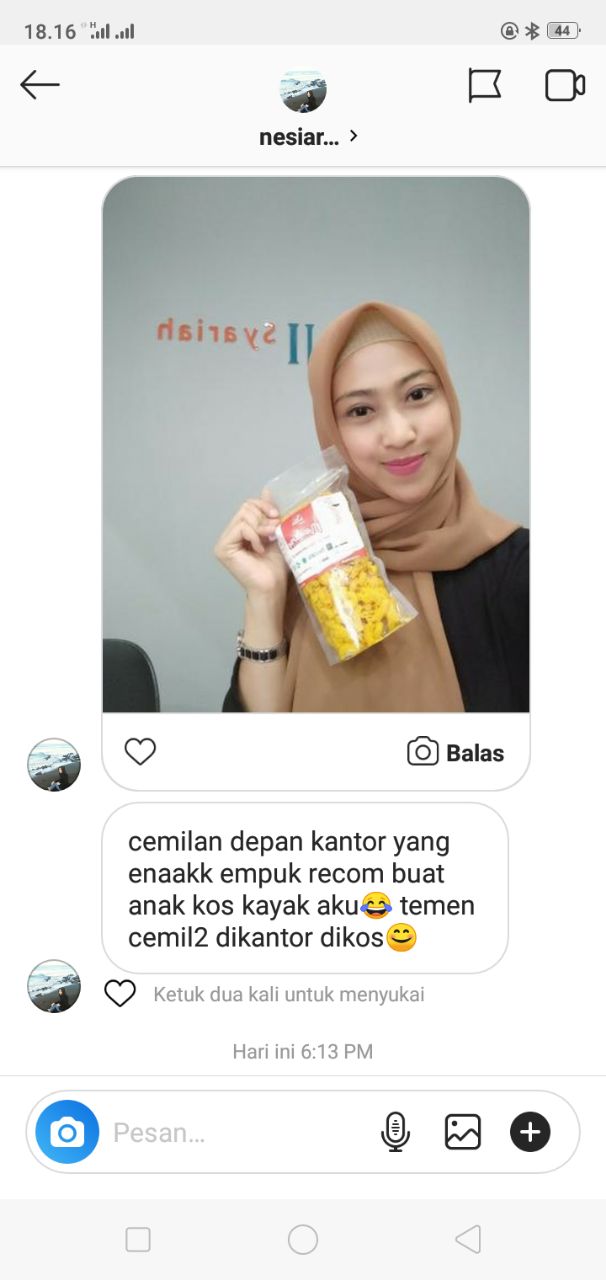 18.16
H
44
nesiar... >
II Syariah
Balas
cemilan depan kantor yang
enaakk empuk recom buat
anak kos kayak aku😂 temen
cemil2 dikantor dikos😊
Ketuk dua kali untuk menyukai
Hari ini 6:13 PM
Pesan...